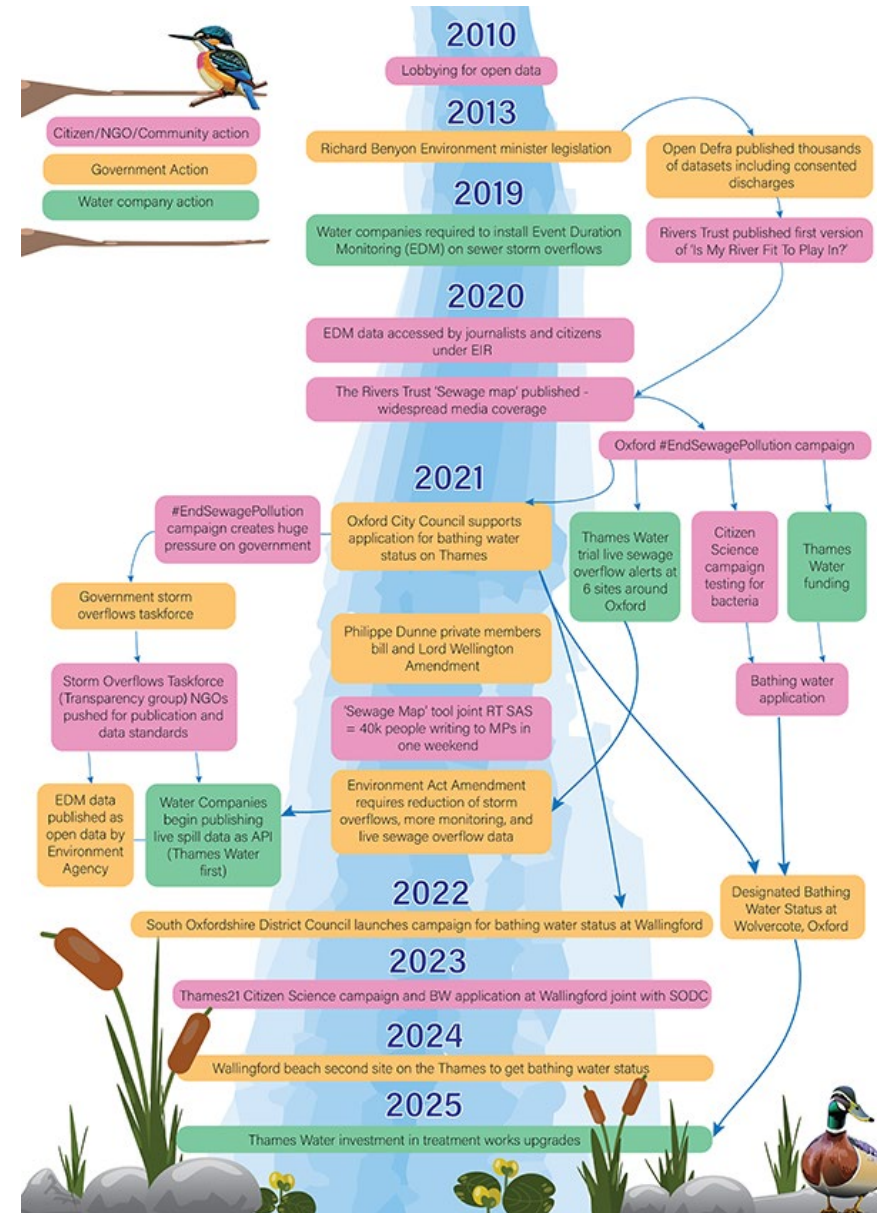 2010
Lobbying for open data
Citizen/NGO/Community action
Government Action
Water company action
2013
Richard Benyon Environment minister legislation
Open Defra published thousands
of datasets including consented
discharges
2019
Water companies required to install Event Duration
Monitoring (EDM) on sewer storm overflows
Rivers Trust published first version
of ‘Is My River Fit To Play In?’
2020
EDM data accessed by journalists and citizens
under EIR
The Rivers Trust ‘Sewage map’ published -
widespread media coverage
Oxford #EndSewagePollution campaign
2021
#EndSewagePollution
campaign creates huge
pressure on government
Oxford City Council supports
application for bathing water
status on Thames
Thames Water
trial live sewage
overflow alerts at
6 sites around
Oxford
Citizen
Science
campaign
testing for
bacteria
Thames
Water
funding
Government storm
overflows taskforce
Philippe Dunne private members
bill and Lord Wellington
Amendment
Storm Overflows Taskforce
(Transparency group) NGOs
pushed for publication and
data standards
Bathing water
application
‘Sewage Map’ tool joint RT SAS
= 40k people writing to MPs in
one weekend
EDM data
published as
open data by
Environment
Agency
Water Companies
begin publishing
live spill data as API
(Thames Water
first)
Environment Act Amendment
requires reduction of storm
overflows, more monitoring, and
live sewage overflow data
2022
South Oxfordshire District Council launches campaign for bathing water status at Wallingford
Designated Bathing
Water Status at
Wolvercote, Oxford
2023
Thames21 Citizen Science campaign and BW application at Wallingford joint with SODC
2024
Wallingford beach second site on the Thames to get bathing water status
2025
Thames Water investment in treatment works upgrades